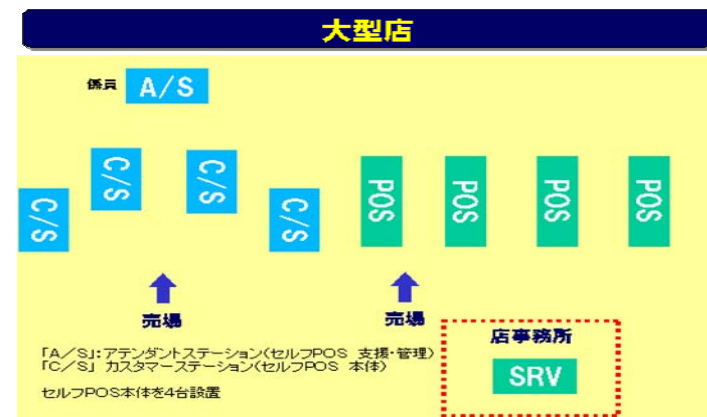 大型店
係員 A/S
C/S
C/S
C/S
C/S
POS
POS
POS
POS
売場
売場
店事務所
SRV
「A/S」:アテンダントステーション(セルフPOS 支援・管理)
「C/S」 カスタマーステーション(セルフPOS 本体)
セルフPOS本体を4台設置